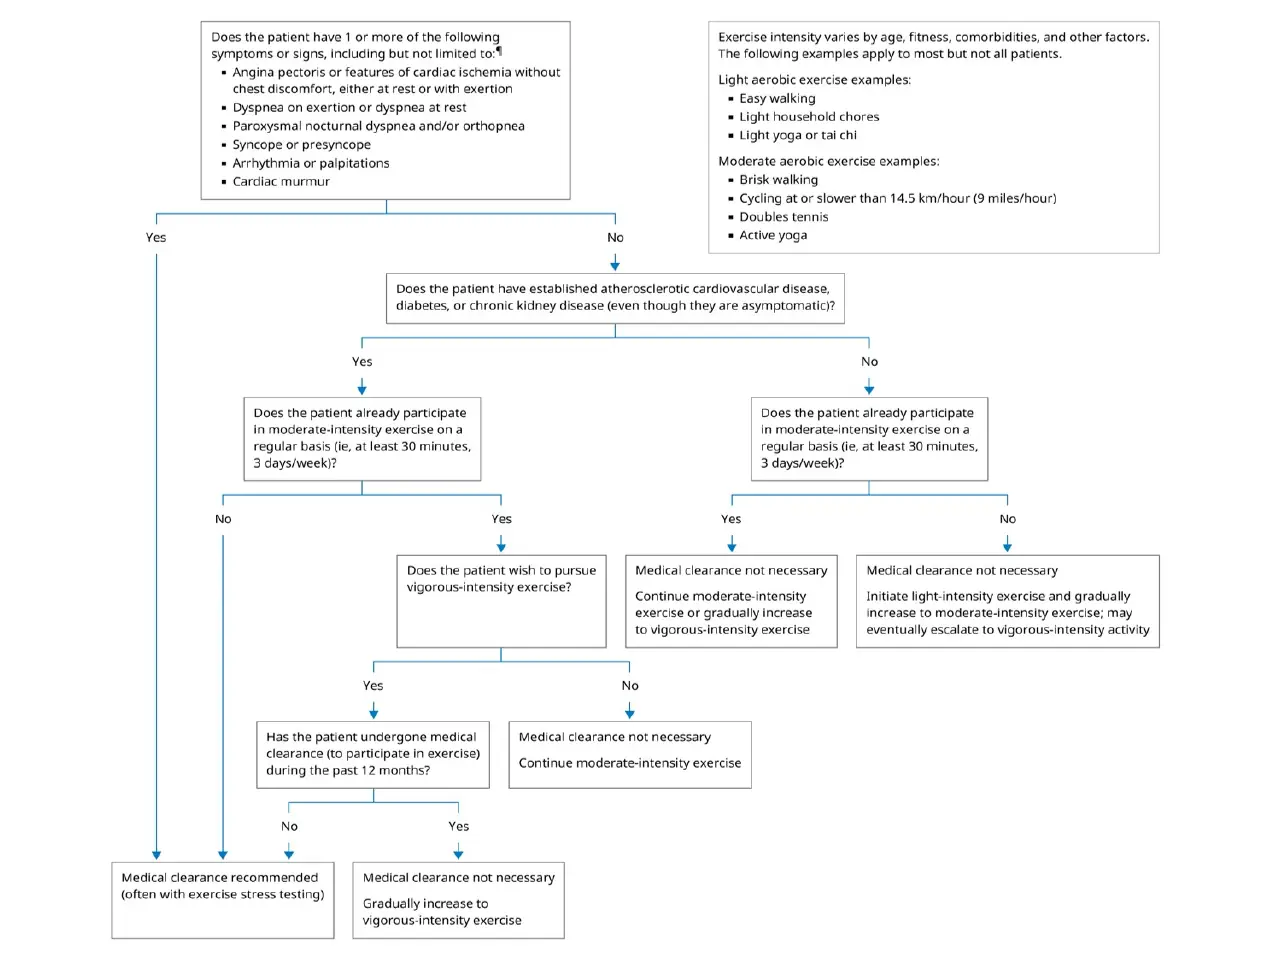 Does the patient have 1 or more of the following
symptoms or signs, including but not limited to:¶
▪ Angina pectoris or features of cardiac ischemia without
chest discomfort, either at rest or with exertion
▪ Dyspnea on exertion or dyspnea at rest
▪ Paroxysmal nocturnal dyspnea and/or orthopnea
▪ Syncope or presyncope
▪ Arrhythmia or palpitations
▪ Cardiac murmur
Exercise intensity varies by age, fitness, comorbidities, and other factors.
The following examples apply to most but not all patients.
Light aerobic exercise examples:
▪ Easy walking
▪ Light household chores
▪ Light yoga or tai chi
Moderate aerobic exercise examples:
▪ Brisk walking
▪ Cycling at or slower than 14.5 km/hour (9 miles/hour)
▪ Doubles tennis
▪ Active yoga
Yes
No
Does the patient have established atherosclerotic cardiovascular disease,
diabetes, or chronic kidney disease (even though they are asymptomatic)?
Yes
No
Does the patient already participate
in moderate-intensity exercise on a
regular basis (ie, at least 30 minutes,
3 days/week)?
Does the patient already participate
in moderate-intensity exercise on a
regular basis (ie, at least 30 minutes,
3 days/week)?
No
Yes
Yes
No
Does the patient wish to pursue
vigorous-intensity exercise?
Medical clearance not necessary
Continue moderate-intensity
exercise or gradually increase
to vigorous-intensity exercise
Medical clearance not necessary
Initiate light-intensity exercise and gradually
increase to moderate-intensity exercise; may
eventually escalate to vigorous-intensity activity
Yes
No
Has the patient undergone medical
clearance (to participate in exercise)
during the past 12 months?
Medical clearance not necessary
Continue moderate-intensity exercise
No
Yes
Medical clearance recommended
(often with exercise stress testing)
Medical clearance not necessary
Gradually increase to
vigorous-intensity exercise